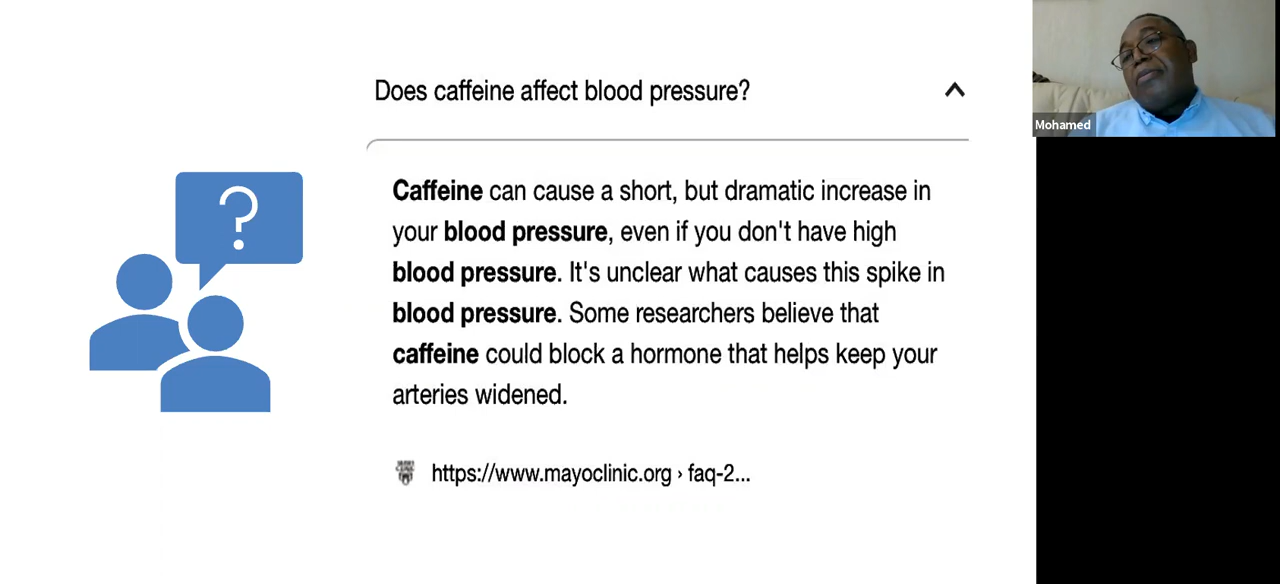 Does caffeine affect blood pressure?
?
Caffeine can cause a short, but dramatic increase in
your blood pressure, even if you don't have high
blood pressure. It's unclear what causes this spike in
blood pressure. Some researchers believe that
caffeine could block a hormone that helps keep your
arteries widened.
https://www.mayoclinic.org › faq-2...
Mohamed